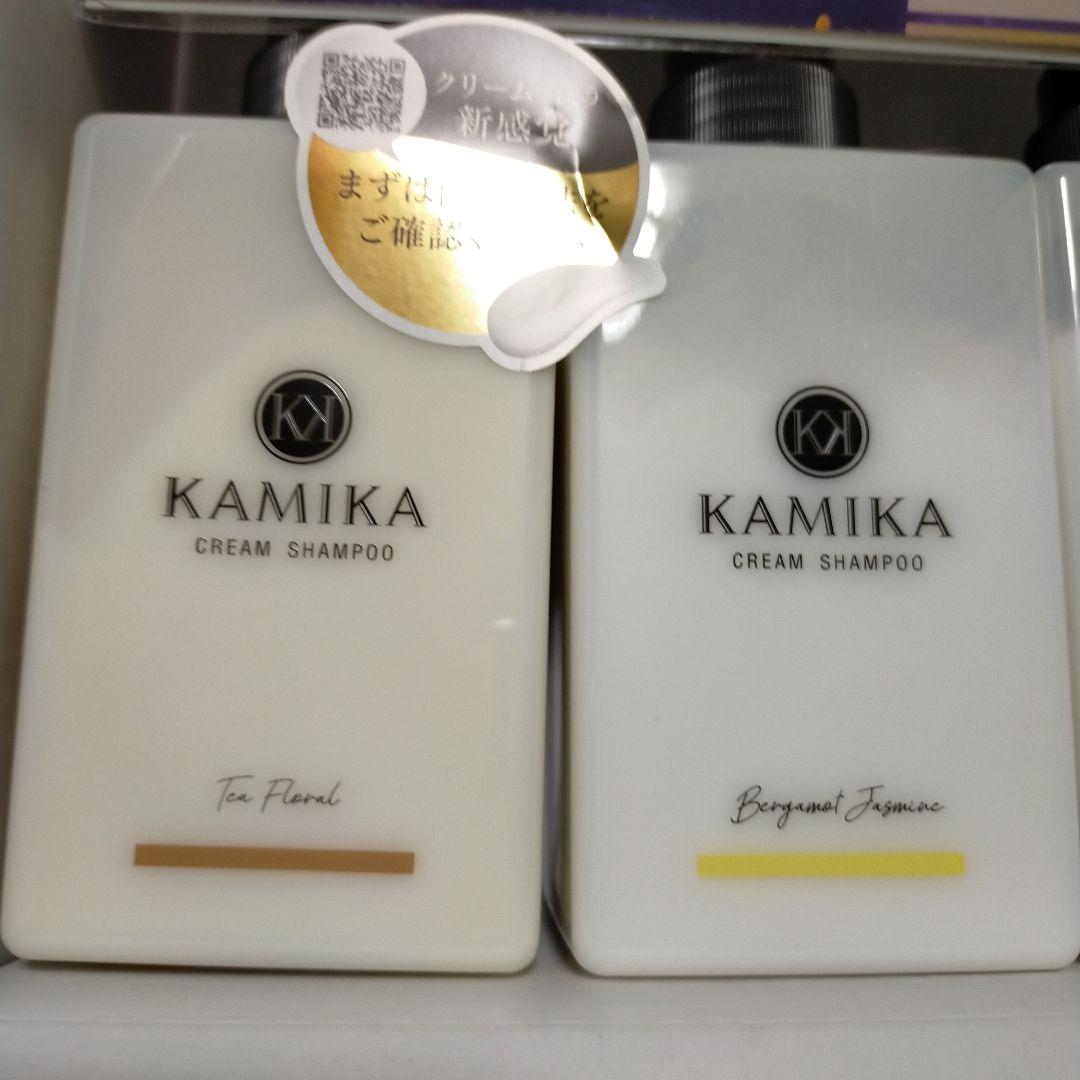 クリーム
新感覚
まずは
ご確認
KAMIKA
CREAM SHAMPOO
Tea Floral
KAMIKA
CREAM SHAMPOO
Bergamot Jasmine